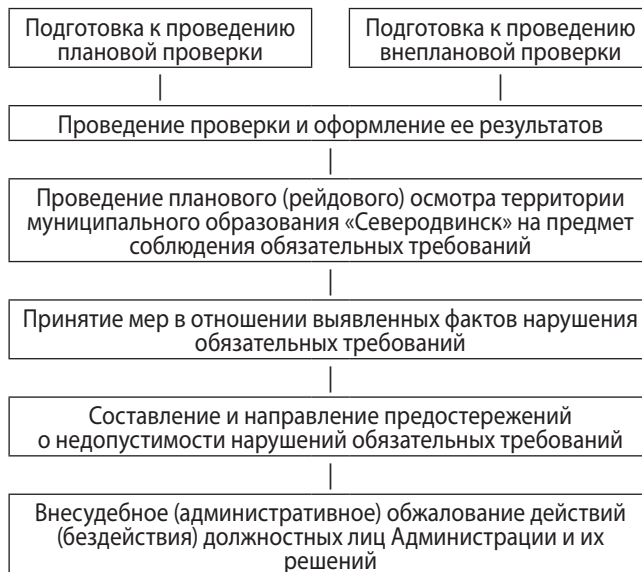 Подготовка к проведению
плановой проверки
Подготовка к проведению
внеплановой проверки
Проведение проверки и оформление ее результатов
Проведение планового (рейдового) осмотра территории
муниципального образования «Северодвинск» на предмет
соблюдения обязательных требований
Принятие мер в отношении выявленных фактов нарушения
обязательных требований
Составление и направление предостережений
о недопустимости нарушений обязательных требований
Внесудебное (административное) обжалование действий
(бездействия) должностных лиц Администрации и их
решений